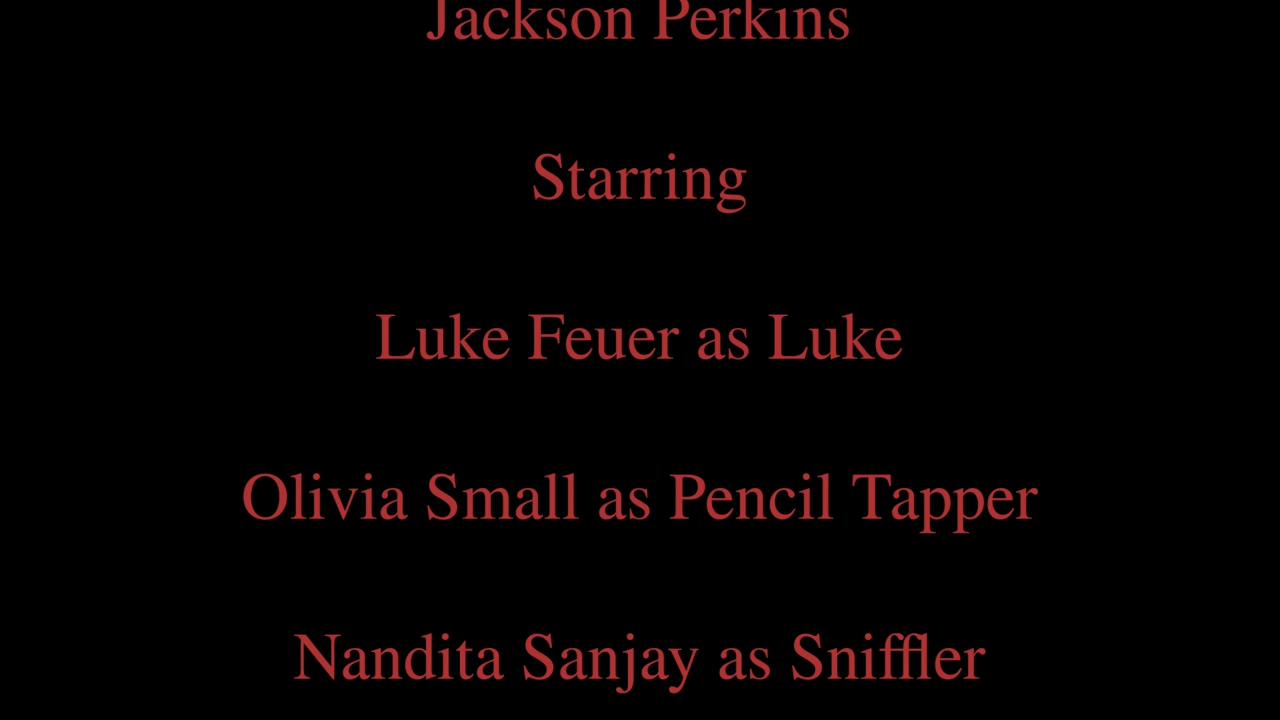 Jackson Perkins
Starring
Luke Feuer as Luke
Olivia Small as Pencil Tapper
Nandita Sanjay as Sniffler